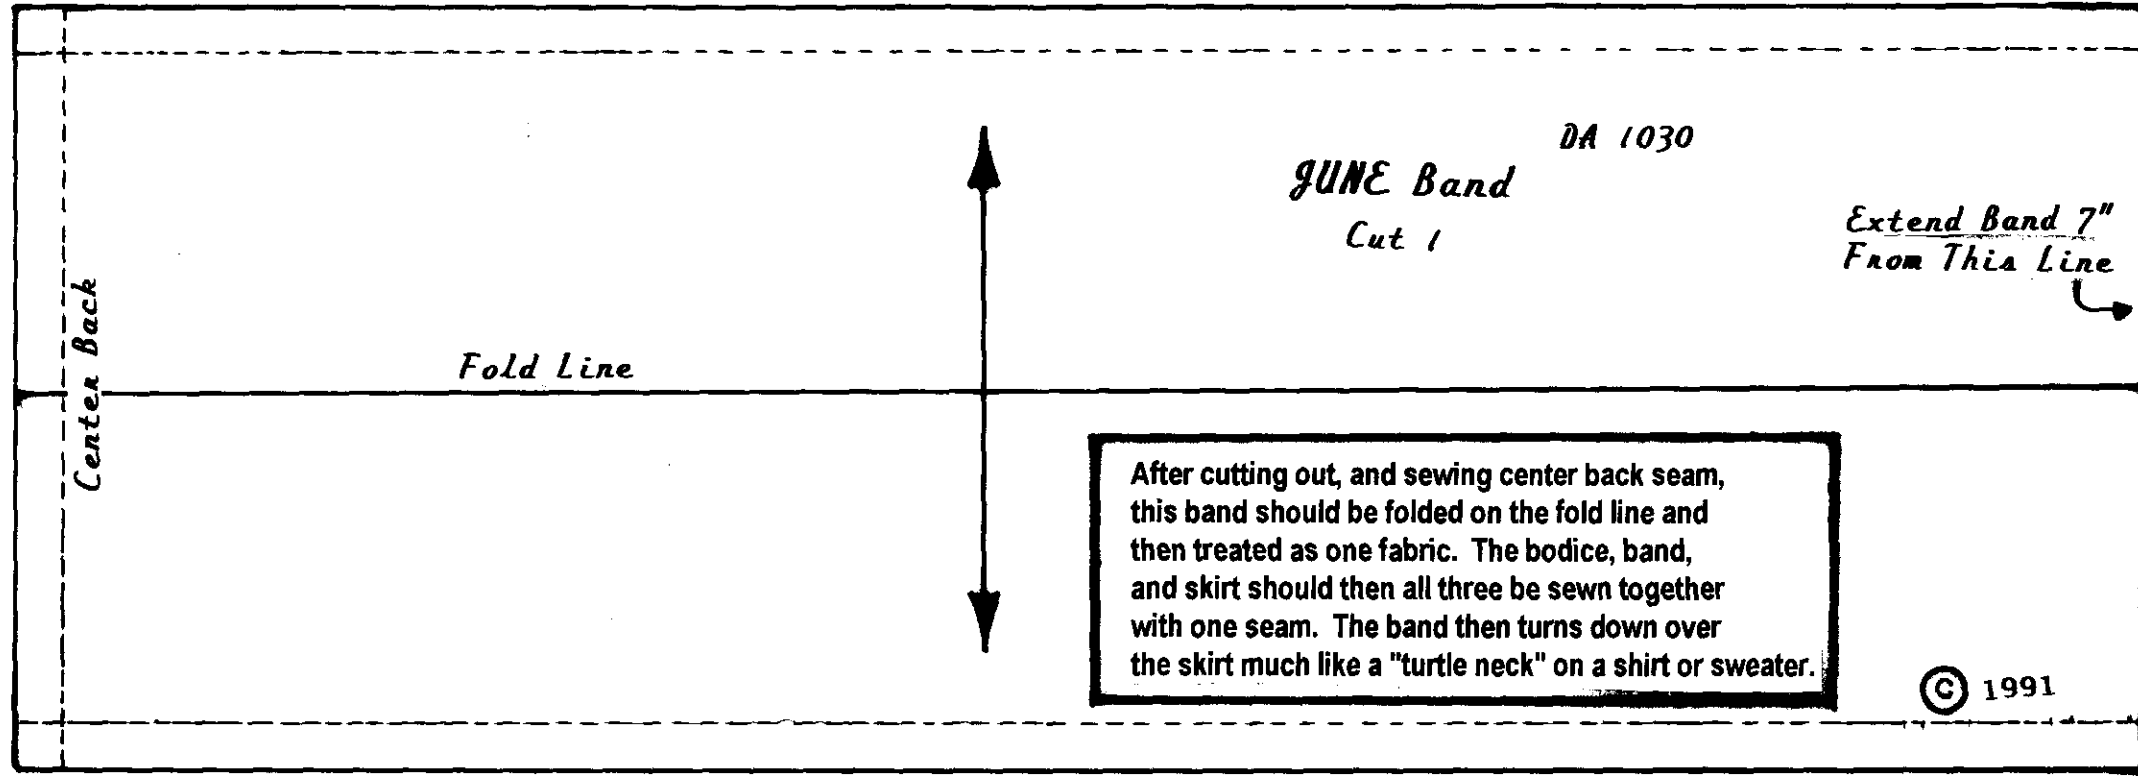 DA 1030
JUNE Band
Cut 1
Extend Band 7"
From This Line
Center Back
Fold Line
After cutting out, and sewing center back seam,
this band should be folded on the fold line and
then treated as one fabric. The bodice, band,
and skirt should then all three be sewn together
with one seam. The band then turns down over
the skirt much like a "turtle neck" on a shirt or sweater.
© 1991